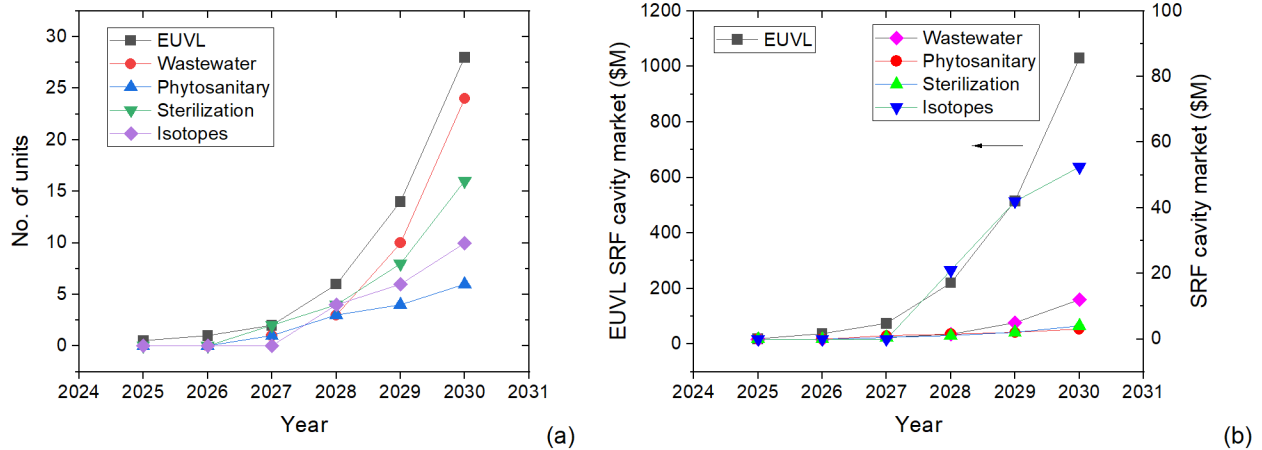 EUVL
Wastewater
Phytosanitary
Sterilization
Isotopes
30
25
20
15
10
5
0
No. of units
2024 2025 2026 2027 2028 2029 2030 2031
Year
(a)
EUVL
Wastewater
Phytosanitary
Sterilization
Isotopes
1200
1000
800
600
400
200
0
EUVL SRF cavity market ($M)
100
80
60
40
20
0
SRF cavity market ($M)
2024 2025 2026 2027 2028 2029 2030 2031
Year
(b)